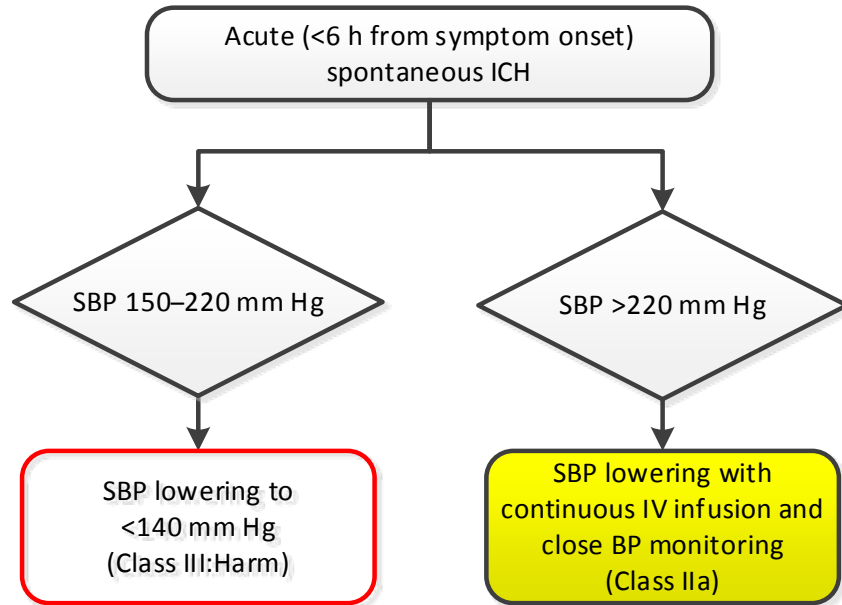 Acute (<6 h from symptom onset)
spontaneous ICH
SBP 150–220 mm Hg
SBP >220 mm Hg
SBP lowering to
<140 mm Hg
(Class III:Harm)
SBP lowering with
continuous IV infusion and
close BP monitoring
(Class IIa)